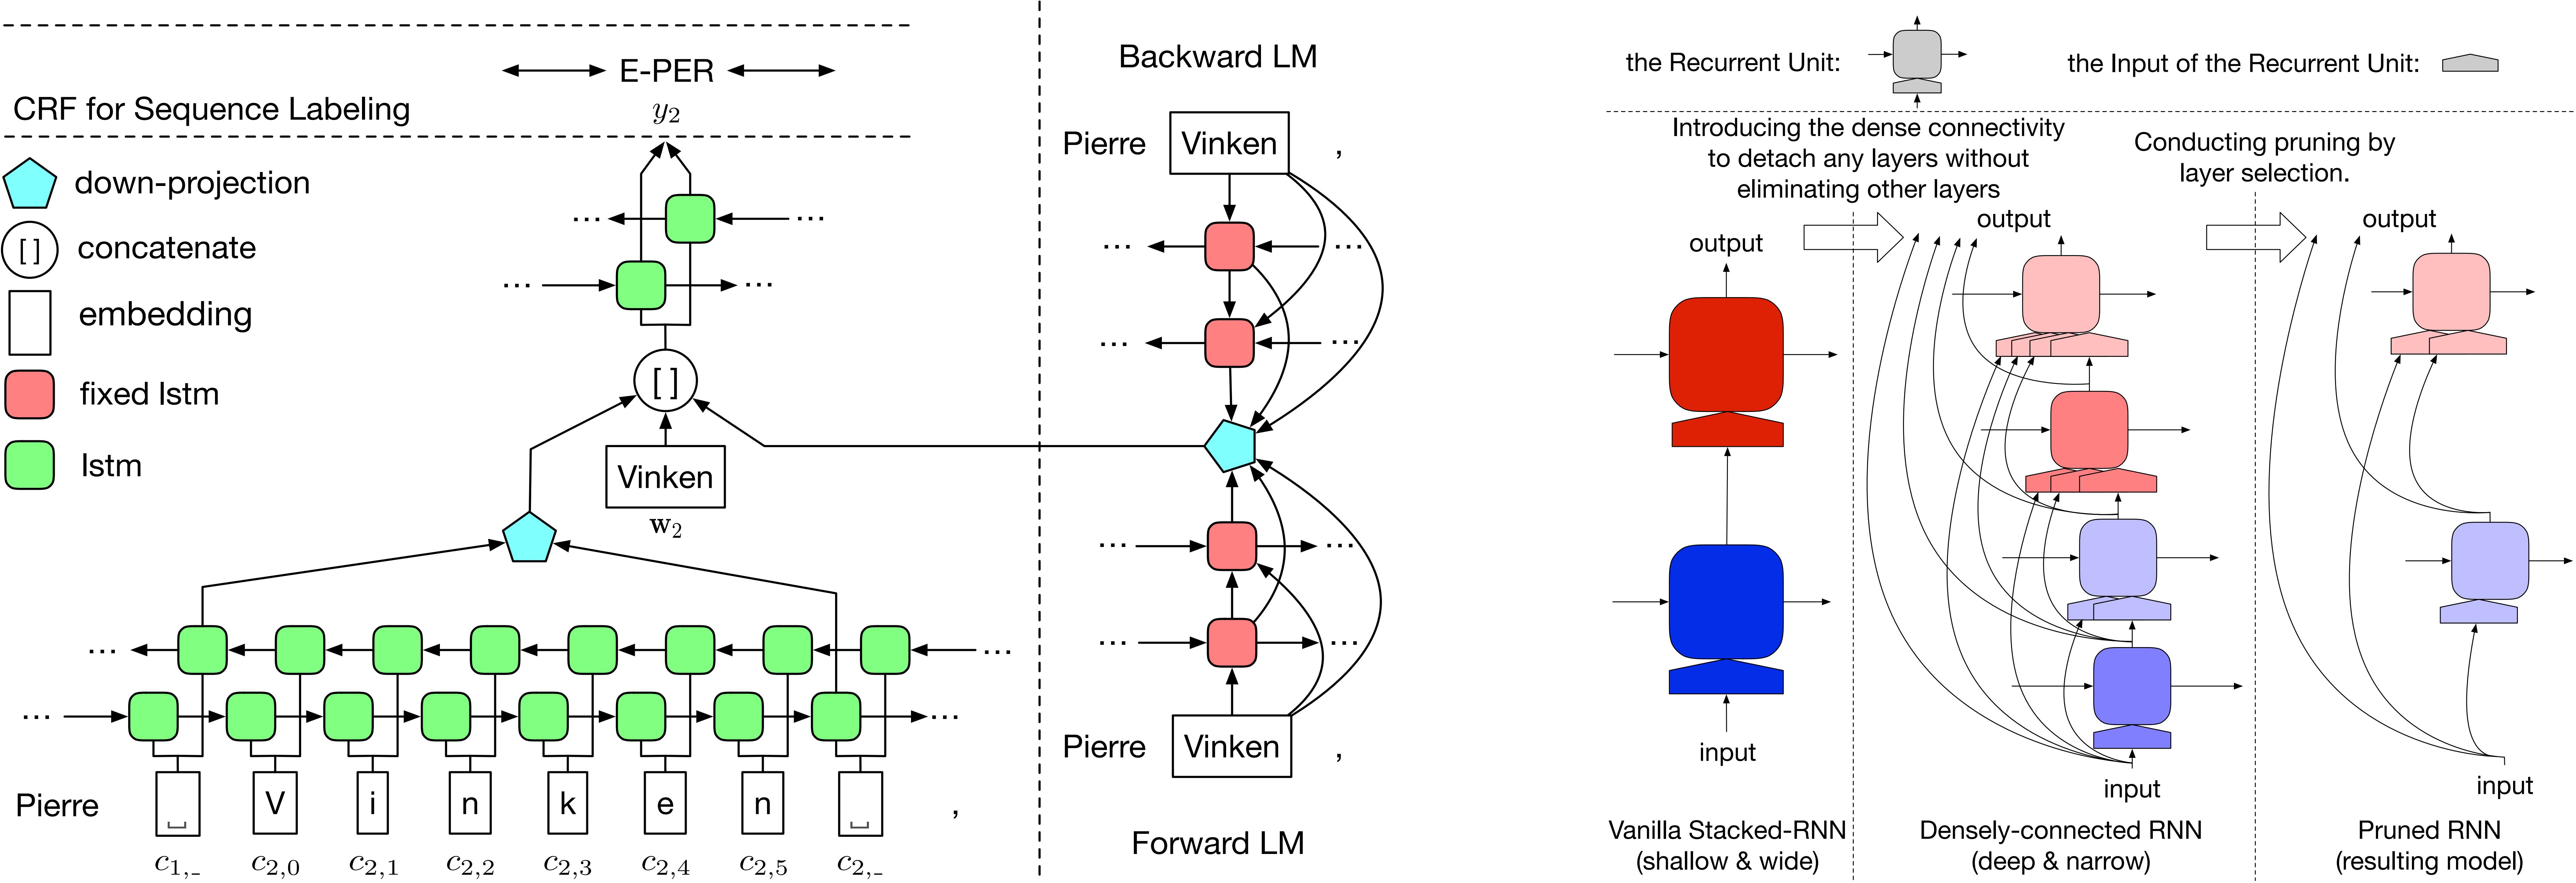 E-PER
CRF for Sequence Labeling
y2
down-projection
[ ] concatenate
embedding
fixed lstm
lstm
... ...
... ...
[ ]
Vinken
w2
... ...
... ...
Pierre ␣ V i n k e n ␣ ,
c1,_ c2,0 c2,1 c2,2 c2,3 c2,4 c2,5 c2,_
Backward LM
Pierre Vinken ,
... ...
... ...
... ...
... ...
Pierre Vinken ,
Forward LM
the Recurrent Unit:
the Input of the Recurrent Unit:
Introducing the dense connectivity
to detach any layers without
eliminating other layers
Conducting pruning by
layer selection.
output
output
output
input
input
input
Vanilla Stacked-RNN
(shallow & wide)
Densely-connected RNN
(deep & narrow)
Pruned RNN
(resulting model)